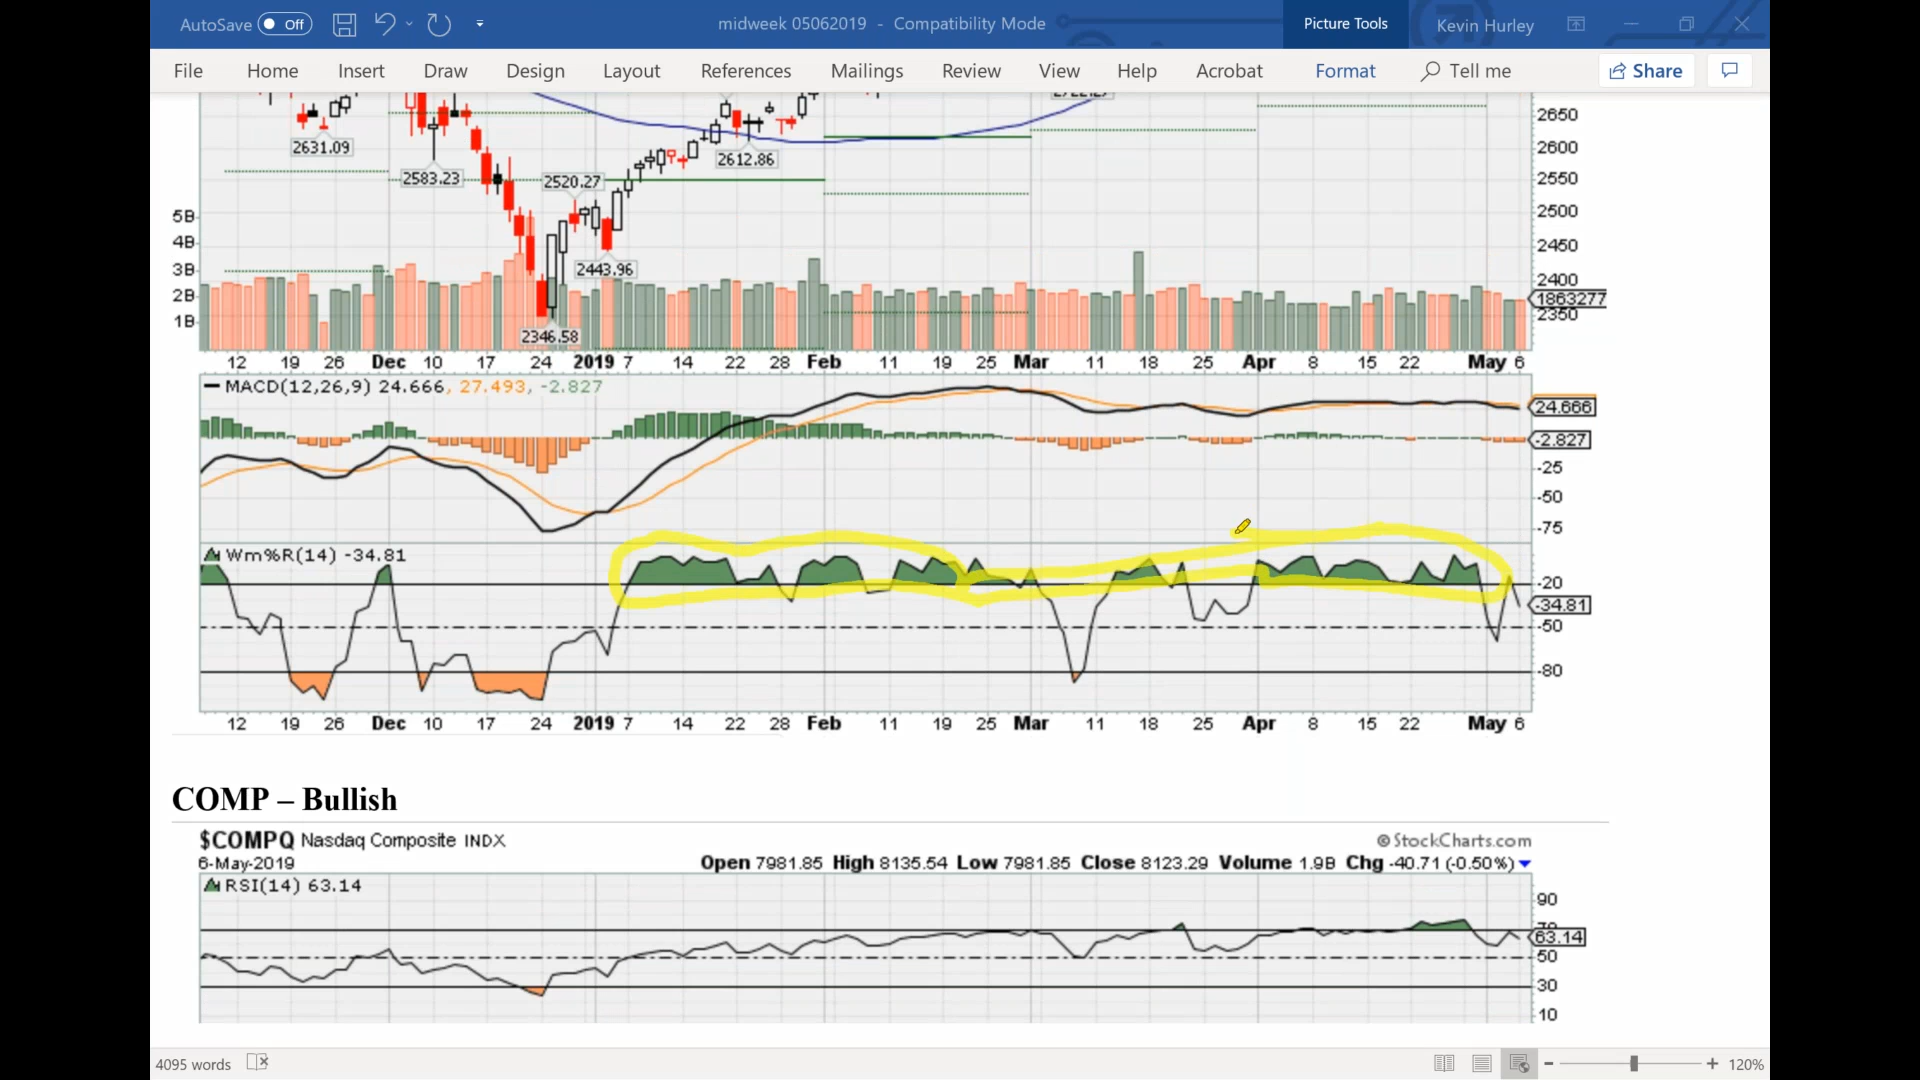 AutoSave Off midweek 05062019 - Compatibility Mode Picture Tools Kevin Hurley
File Home Insert Draw Design Layout References Mailings Review View Help Acrobat Format Tell me Share
2650
2631.09 2600
2612.86
2583.23 2520.27 2550
5B 2500
4B 2450
3B 2443.96 2400
2B 1863277
1B 2346.58 2350
12 19 26 Dec 10 17 24 2019 7 14 22 28 Feb 11 19 25 Mar 11 18 25 Apr 8 15 22 May 6
MACD(12,26,9) 24.666, 27.493, -2.827
24.666
-2.827
-25
-50
-75
Wm%R(14) -34.81
-20
-34.81
-50
-80
12 19 26 Dec 10 17 24 2019 7 14 22 28 Feb 11 19 25 Mar 11 18 25 Apr 8 15 22 May 6
COMP – Bullish
$COMPQ Nasdaq Composite INDX © StockCharts.com
6-May-2019 Open 7981.85 High 8135.54 Low 7981.85 Close 8123.29 Volume 1.9B Chg -40.71 (-0.50%)
RSI(14) 63.14
90
70
63.14
50
30
10
4095 words 120%